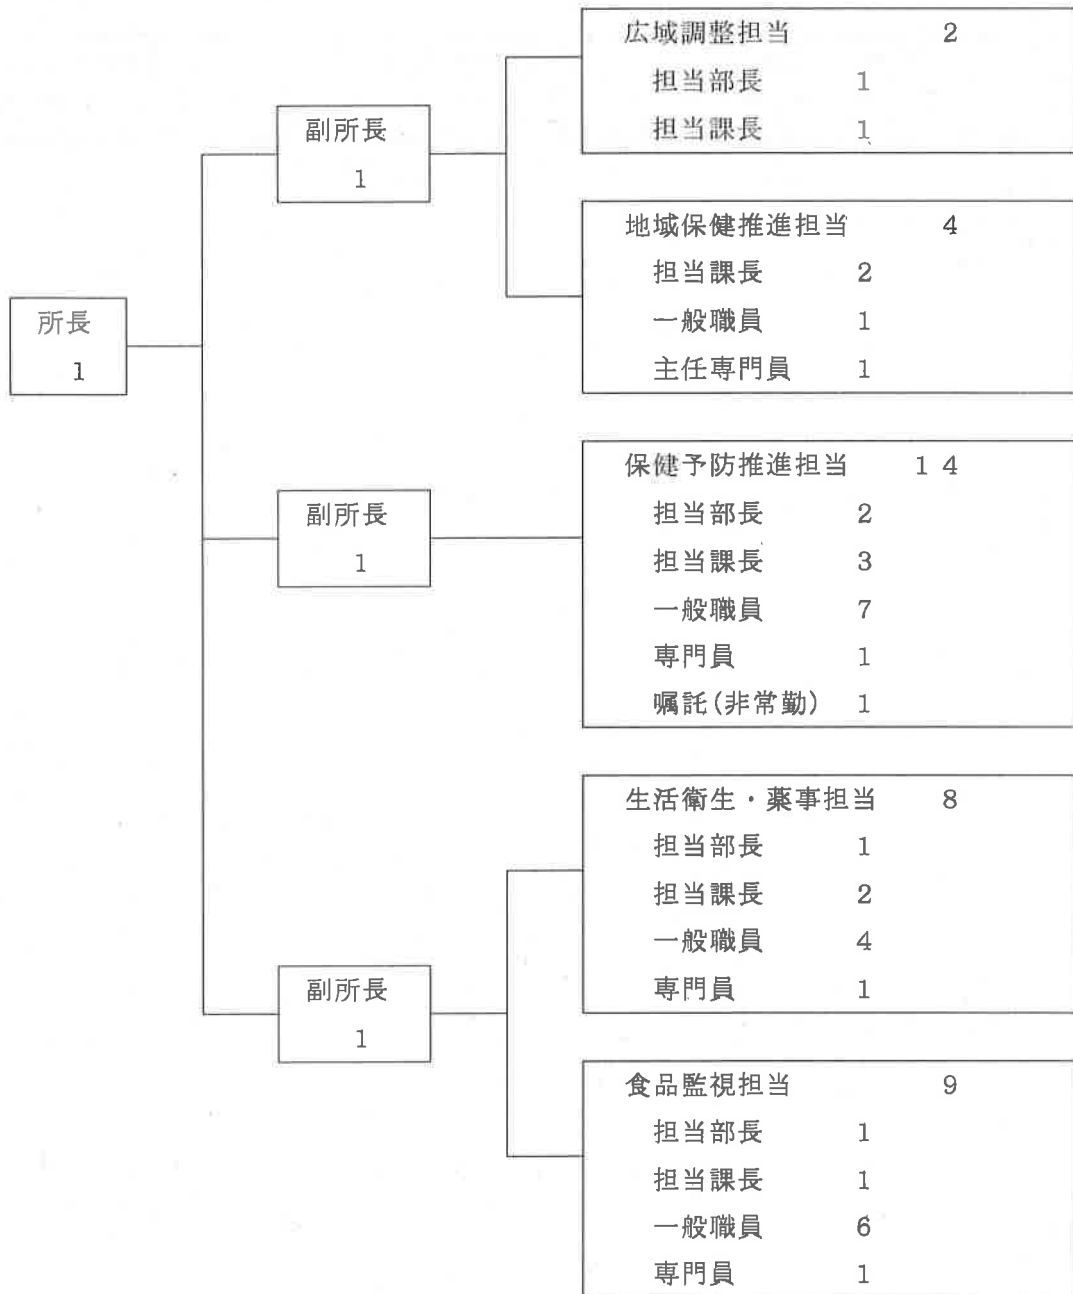 所長
1
副所長
1
広域調整担当 2
担当部長 1
担当課長 1
地域保健推進担当 4
担当課長 2
一般職員 1
主任専門員 1
副所長
1
保健予防推進担当 14
担当部長 2
担当課長 3
一般職員 7
専門員 1
嘱託(非常勤) 1
副所長
1
生活衛生・薬事担当 8
担当部長 1
担当課長 2
一般職員 4
専門員 1
食品監視担当 9
担当部長 1
担当課長 1
一般職員 6
専門員 1